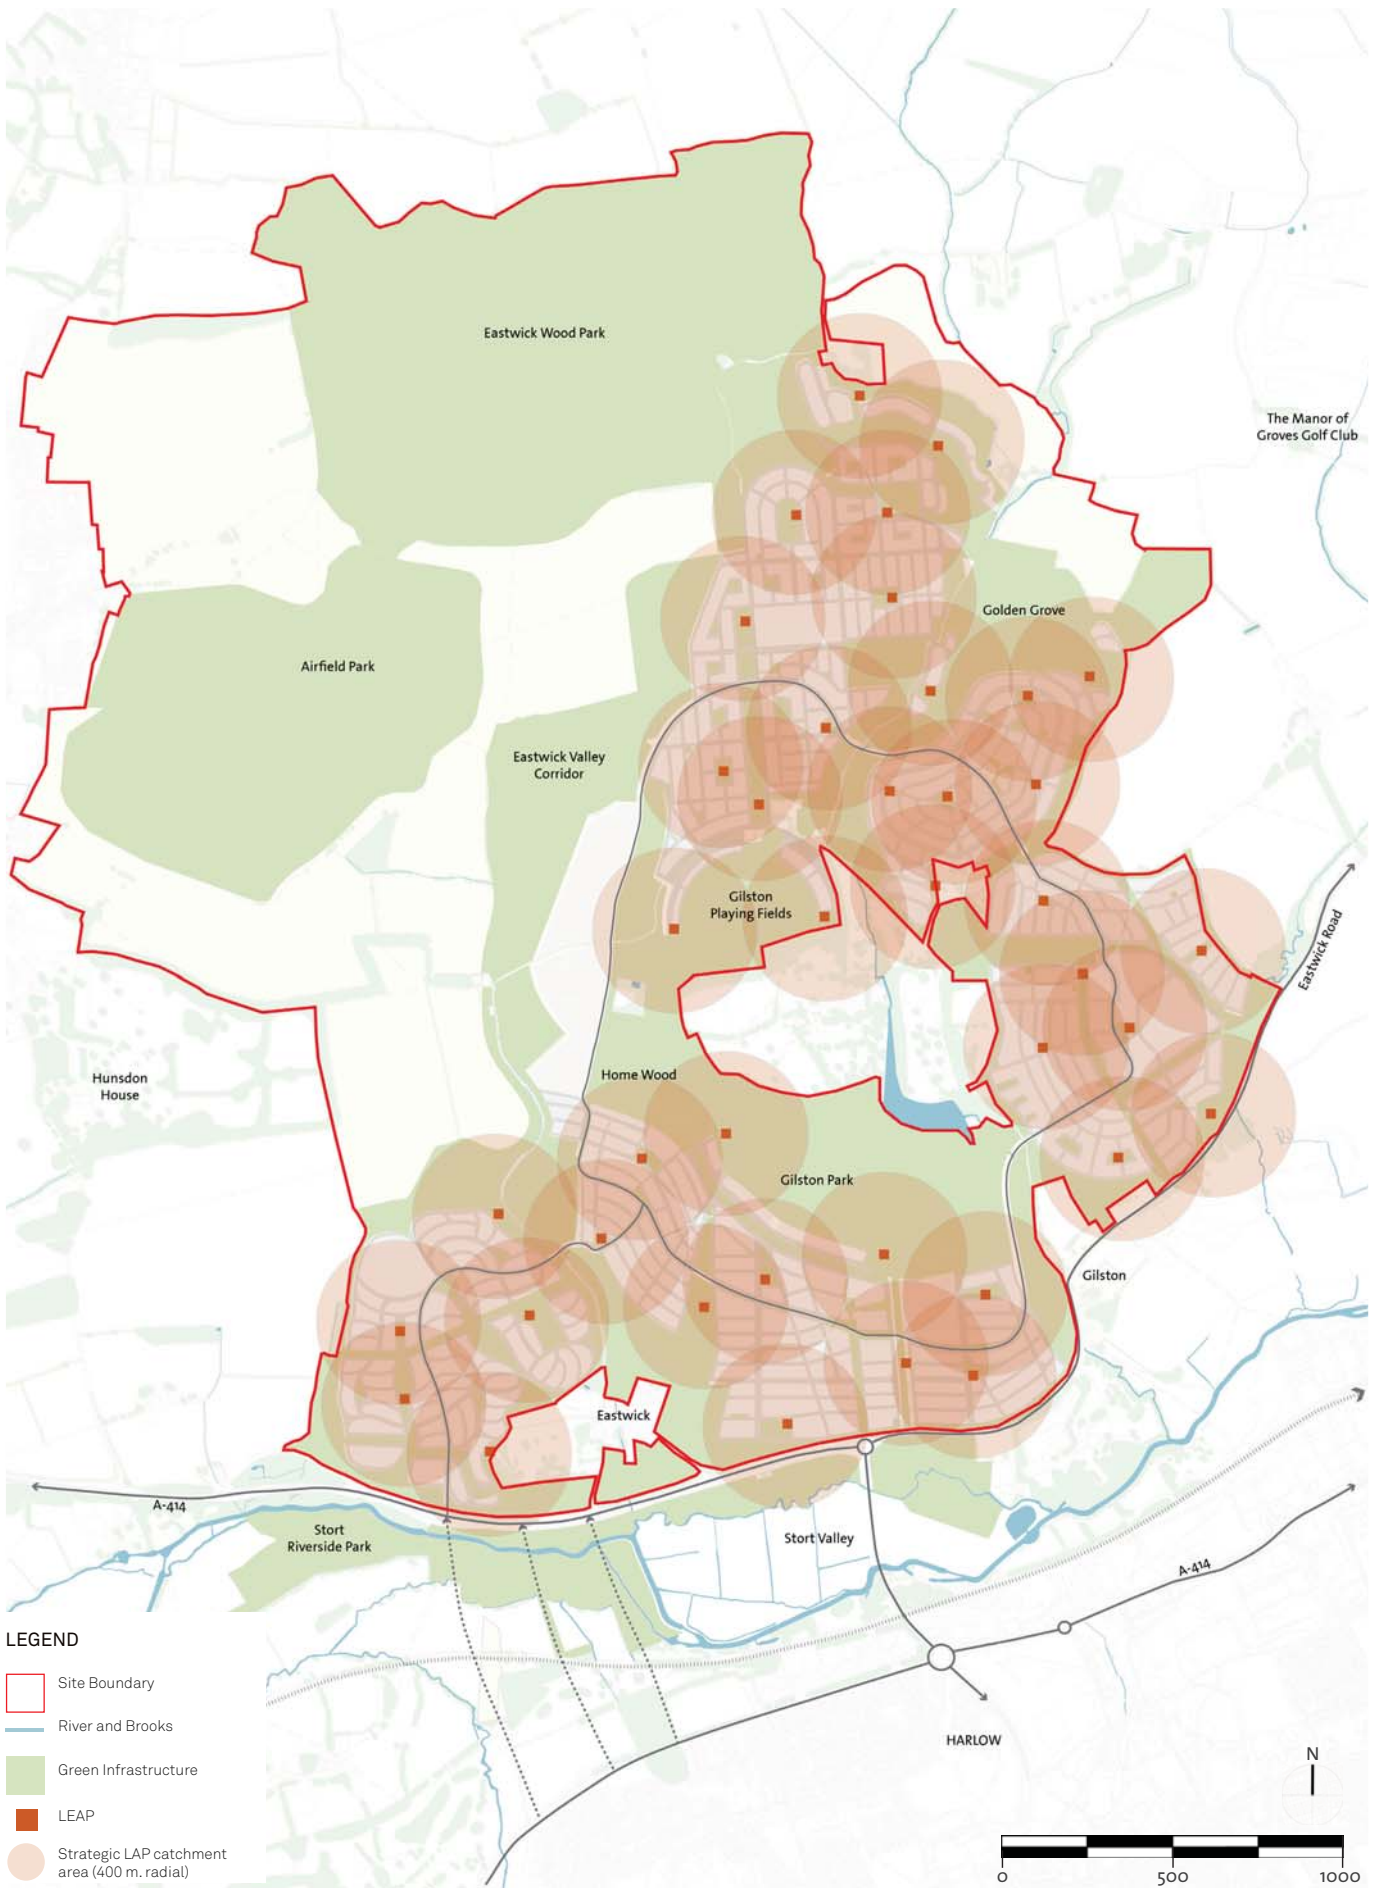 Eastwick Wood Park
The Manor of
Groves Golf Club
Golden Grove
Airfield Park
Eastwick Valley
Corridor
Gilston
Playing Fields
Eastwick Road
Hunsdon
House
Home Wood
Gilston Park
Gilston
Eastwick
A-414
Stort
Riverside Park
Stort Valley
A-414
HARLOW
LEGEND
Site Boundary
River and Brooks
Green Infrastructure
LEAP
Strategic LAP catchment
area (400 m. radial)
N
0 500 1000